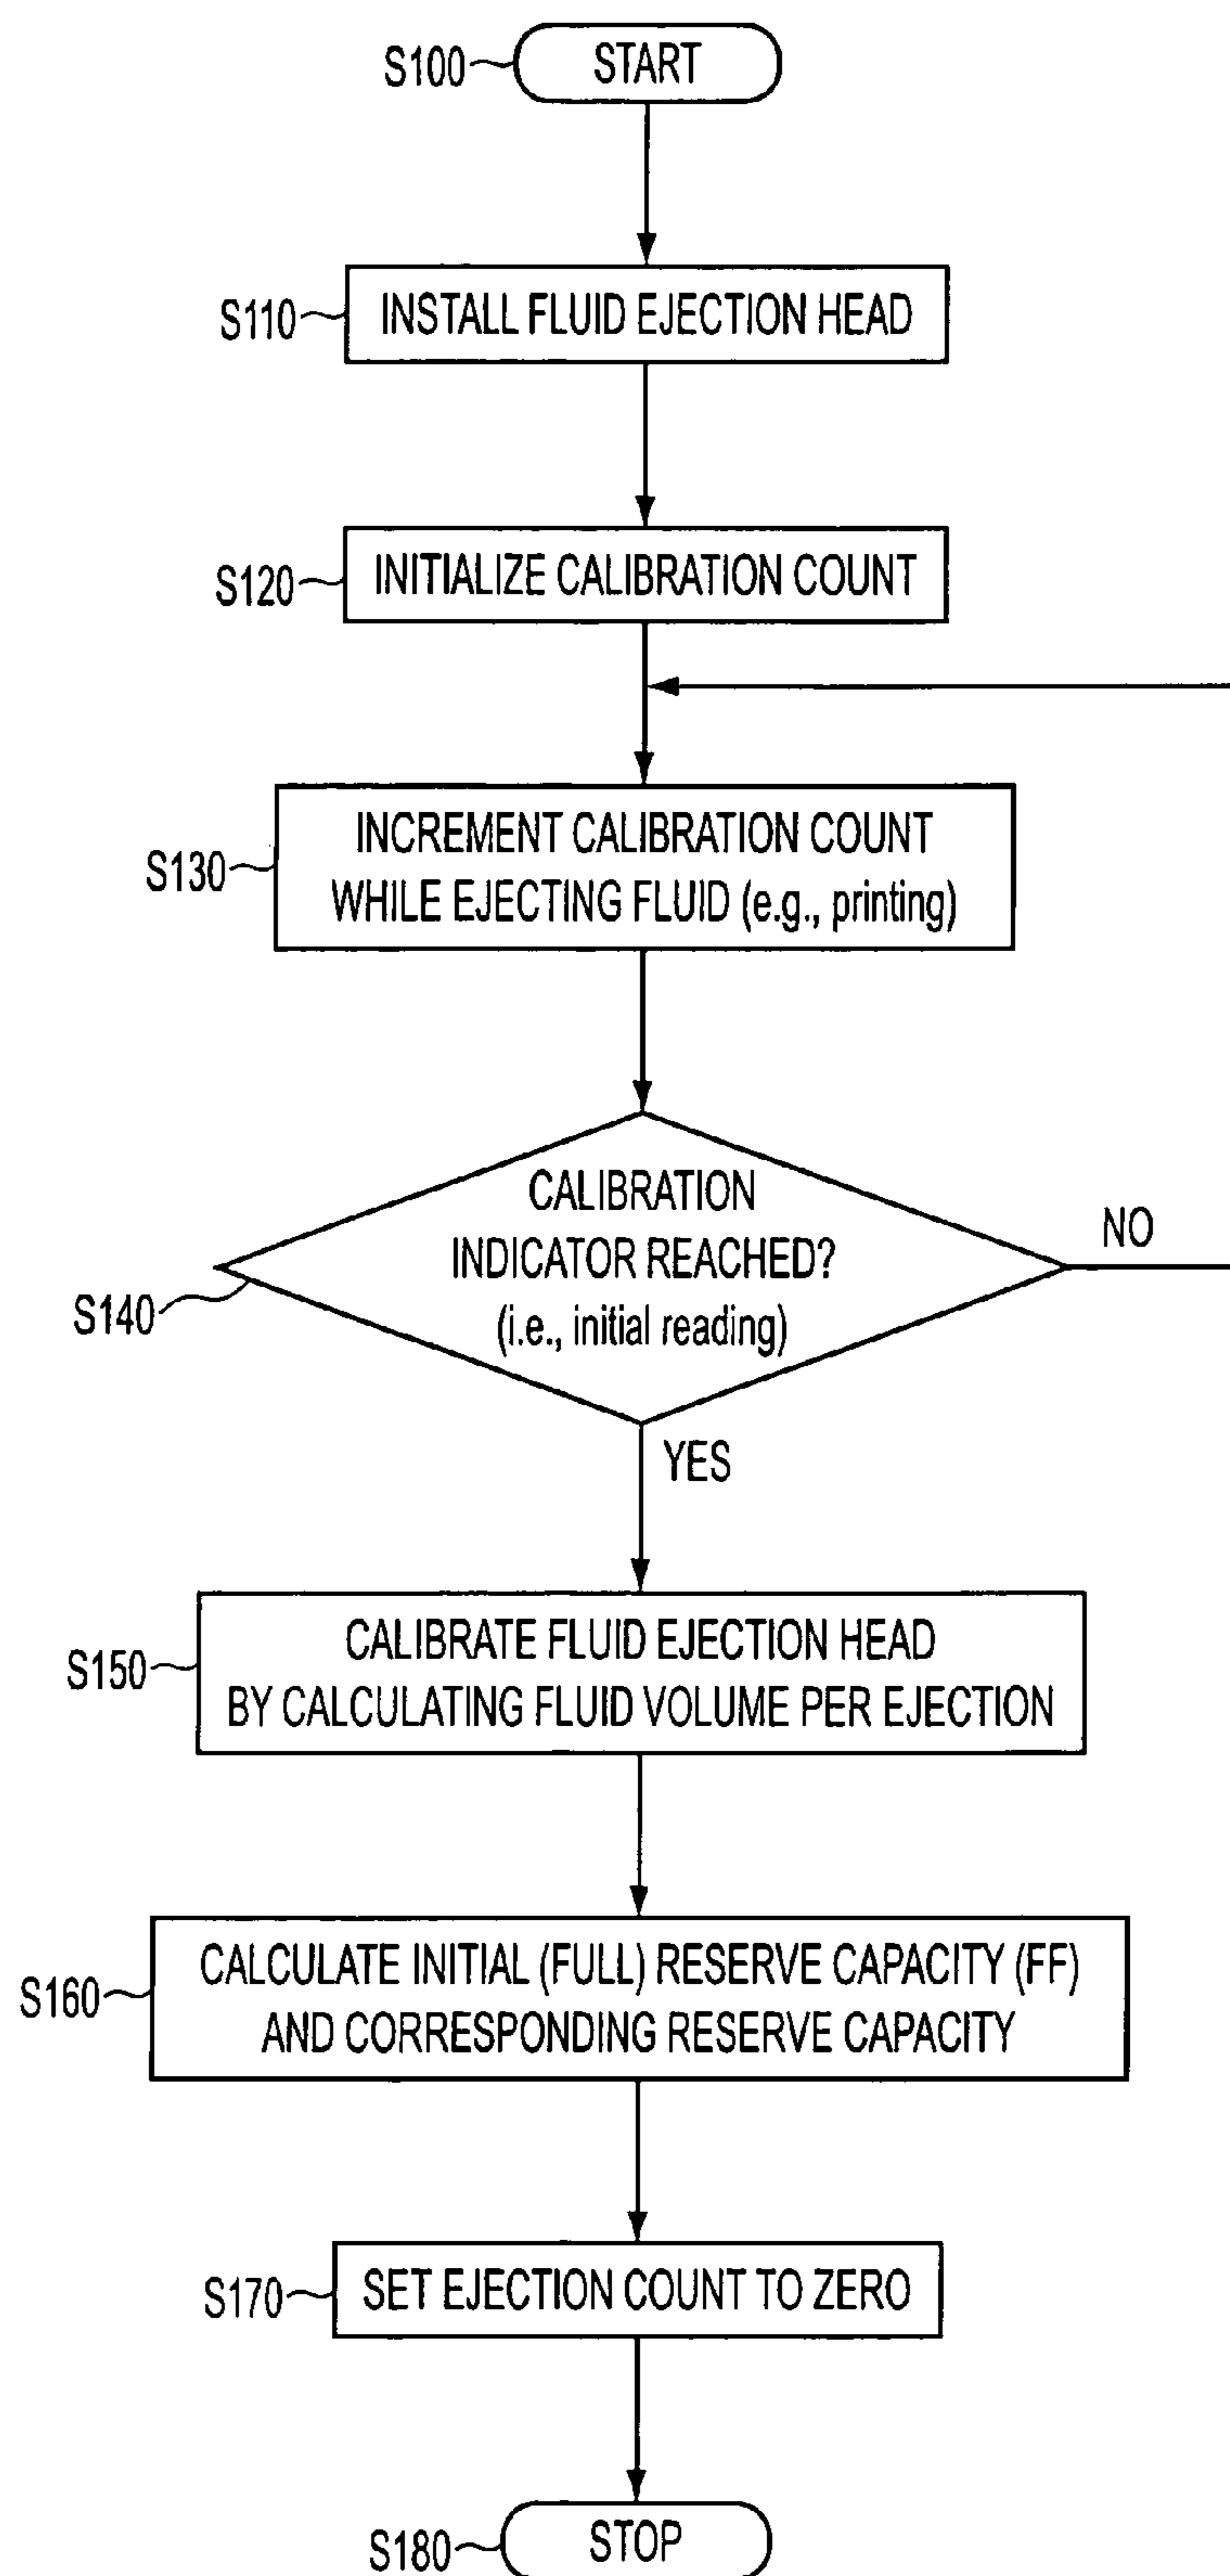 S100
START
S110
INSTALL FLUID EJECTION HEAD
S120
INITIALIZE CALIBRATION COUNT
S130
INCREMENT CALIBRATION COUNT
WHILE EJECTING FLUID (e.g., printing)
S140
CALIBRATION
INDICATOR REACHED?
(i.e., initial reading)
NO
YES
S150
CALIBRATE FLUID EJECTION HEAD
BY CALCULATING FLUID VOLUME PER EJECTION
S160
CALCULATE INITIAL (FULL) RESERVE CAPACITY (FF)
AND CORRESPONDING RESERVE CAPACITY
S170
SET EJECTION COUNT TO ZERO
S180
STOP